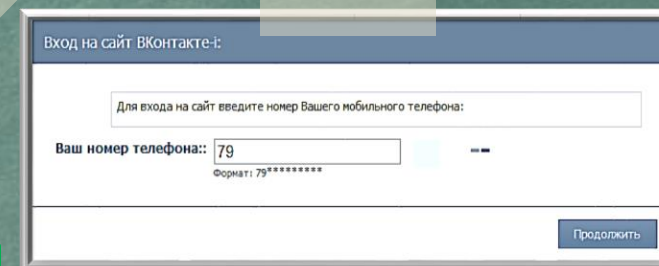 Вход на сайт ВКонтакте-i:
Для входа на сайт введите номер Вашего мобильного телефона:
Ваш номер телефона:: 79
Формат: 79*********
Продолжить